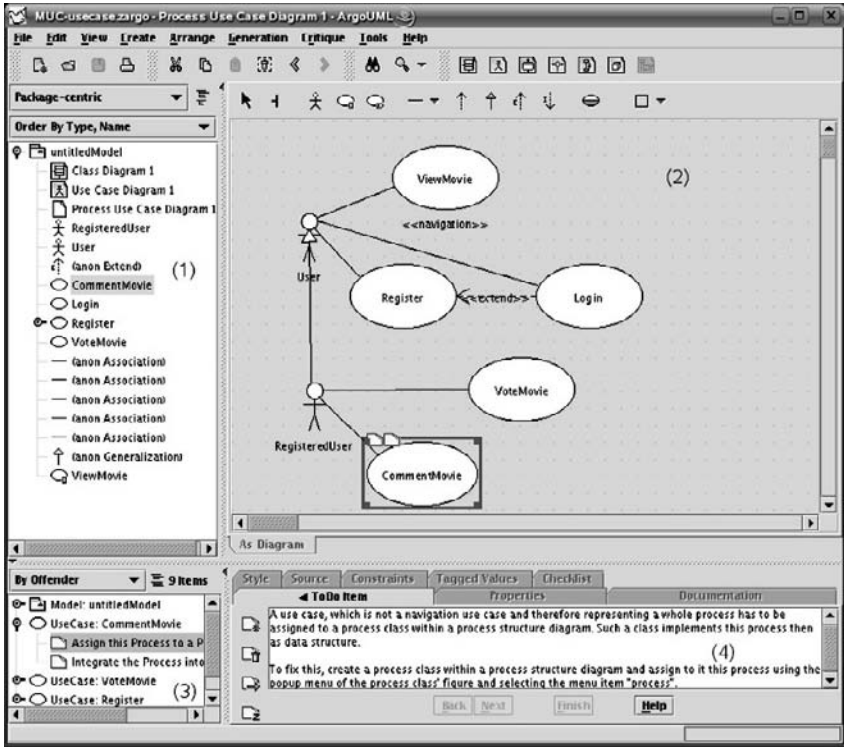 MUC-usecase.zargo - Process Use Case Diagram 1 - ArgoUML
File Edit View Create Arrange Generation Critique Tools Help
Package-centric
Order By Type, Name
untitledModel
Class Diagram 1
Use Case Diagram 1
Process Use Case Diagram 1
RegisteredUser
User
(anon Extend)
(1)
CommentMovie
Login
Register
VoteMovie
(anon Association)
(anon Association)
(anon Association)
(anon Association)
(anon Association)
(anon Generalization)
ViewMovie
ViewMovie
(2)
<<navigation>>
User
Register
<<extend>>
Login
VoteMovie
RegisteredUser
CommentMovie
As Diagram
By Offender
9 Items
Model: untitledModel
UseCase: CommentMovie
Assign this Process to a P
Integrate the Process into
UseCase: VoteMovie
UseCase: Register
(3)
Style Source Constraints Tagged Values Checklist
ToDo Item Properties Documentation
A use case, which is not a navigation use case and therefore representing a whole process has to be
assigned to a process class within a process structure diagram. Such a class implements this process then
as data structure.
(4)
To fix this, create a process class within a process structure diagram and assign to it this process using the
popup menu of the process class' figure and selecting the menu item "process".
Back Next Finish Help